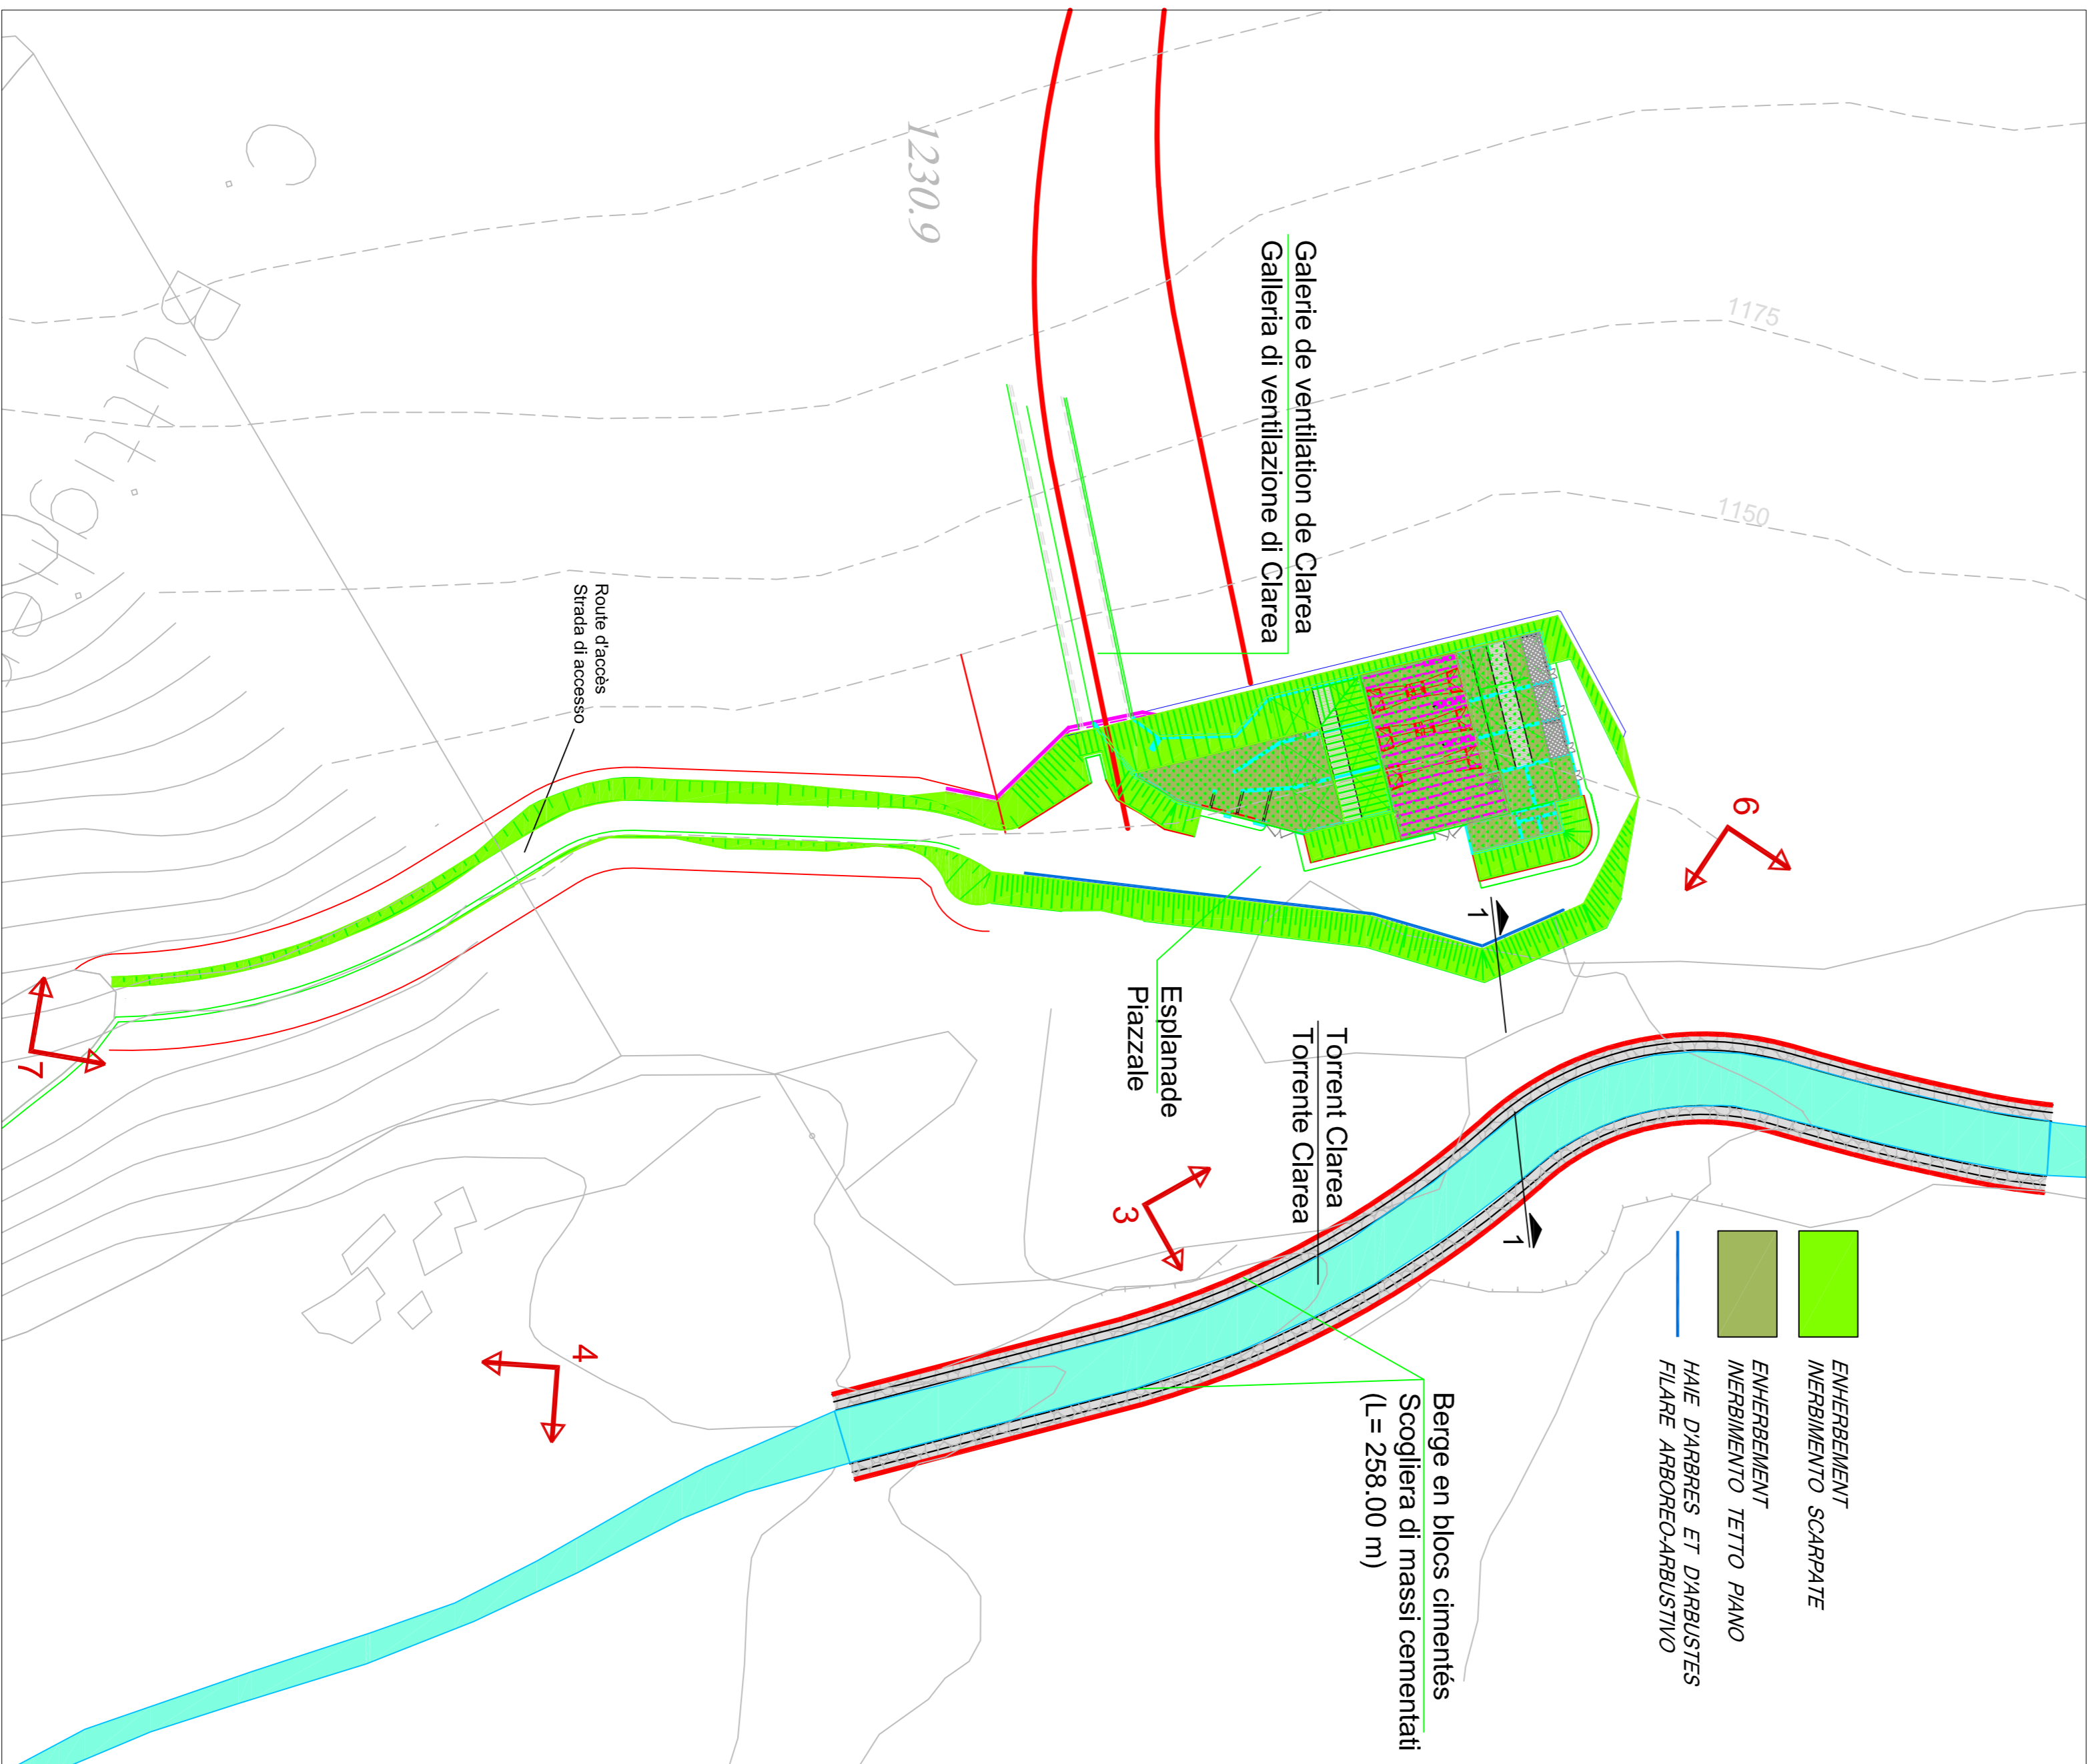 1230.9
1175
1150
Galerie de ventilation de Clarea
Galleria di ventilazione di Clarea
Route d'accès
Strada di accesso
6
1
Esplanade
Piazzale
Torrent Clarea
Torrente Clarea
7
3
1
4
ENHERBEMENT
INERBIMENTO SCARPATE
ENHERBEMENT
INERBIMENTO TETTO PIANO
HAIE D'ARBRES ET D'ARBUSTES
FILARE ARBOREO-ARBUSTIVO
Berge en blocs cimentés
Scogliera di massi cementati
(L= 258.00 m)